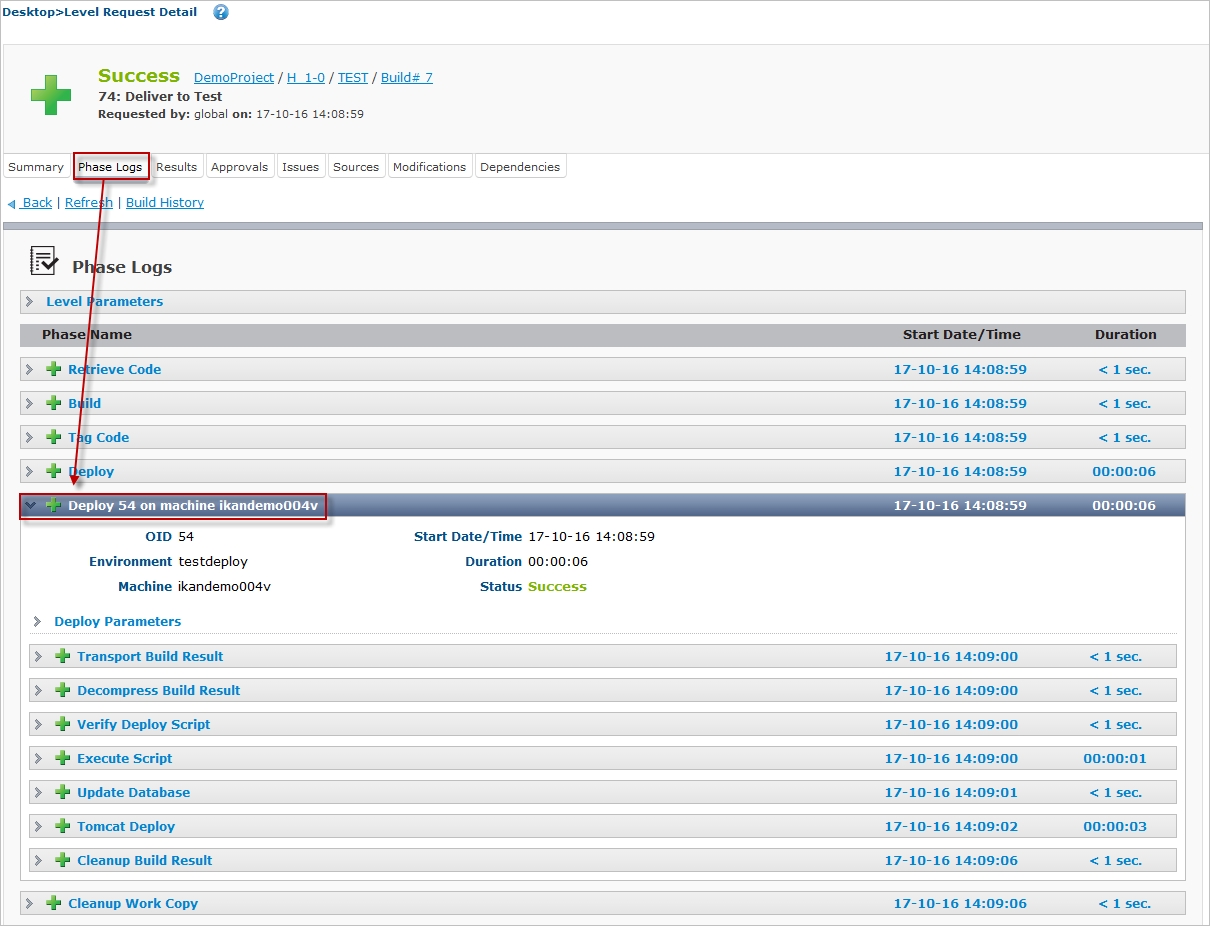 Desktop>Level Request Detail ?
Success DemoProject / H_1-0 / TEST / Build# 7
74: Deliver to Test
Requested by: global on: 17-10-16 14:08:59
Summary Phase Logs Results Approvals Issues Sources Modifications Dependencies
Back | Refresh | Build History
Phase Logs
Level Parameters
Phase Name Start Date/Time Duration
Retrieve Code 17-10-16 14:08:59 < 1 sec.
Build 17-10-16 14:08:59 < 1 sec.
Tag Code 17-10-16 14:08:59 < 1 sec.
Deploy 17-10-16 14:08:59 00:00:06
Deploy 54 on machine ikandemo004v 17-10-16 14:08:59 00:00:06
OID 54 Start Date/Time 17-10-16 14:08:59
Environment testdeploy Duration 00:00:06
Machine ikandemo004v Status Success
Deploy Parameters
Transport Build Result 17-10-16 14:09:00 < 1 sec.
Decompress Build Result 17-10-16 14:09:00 < 1 sec.
Verify Deploy Script 17-10-16 14:09:00 < 1 sec.
Execute Script 17-10-16 14:09:00 00:00:01
Update Database 17-10-16 14:09:01 < 1 sec.
Tomcat Deploy 17-10-16 14:09:02 00:00:03
Cleanup Build Result 17-10-16 14:09:06 < 1 sec.
Cleanup Work Copy 17-10-16 14:09:06 < 1 sec.